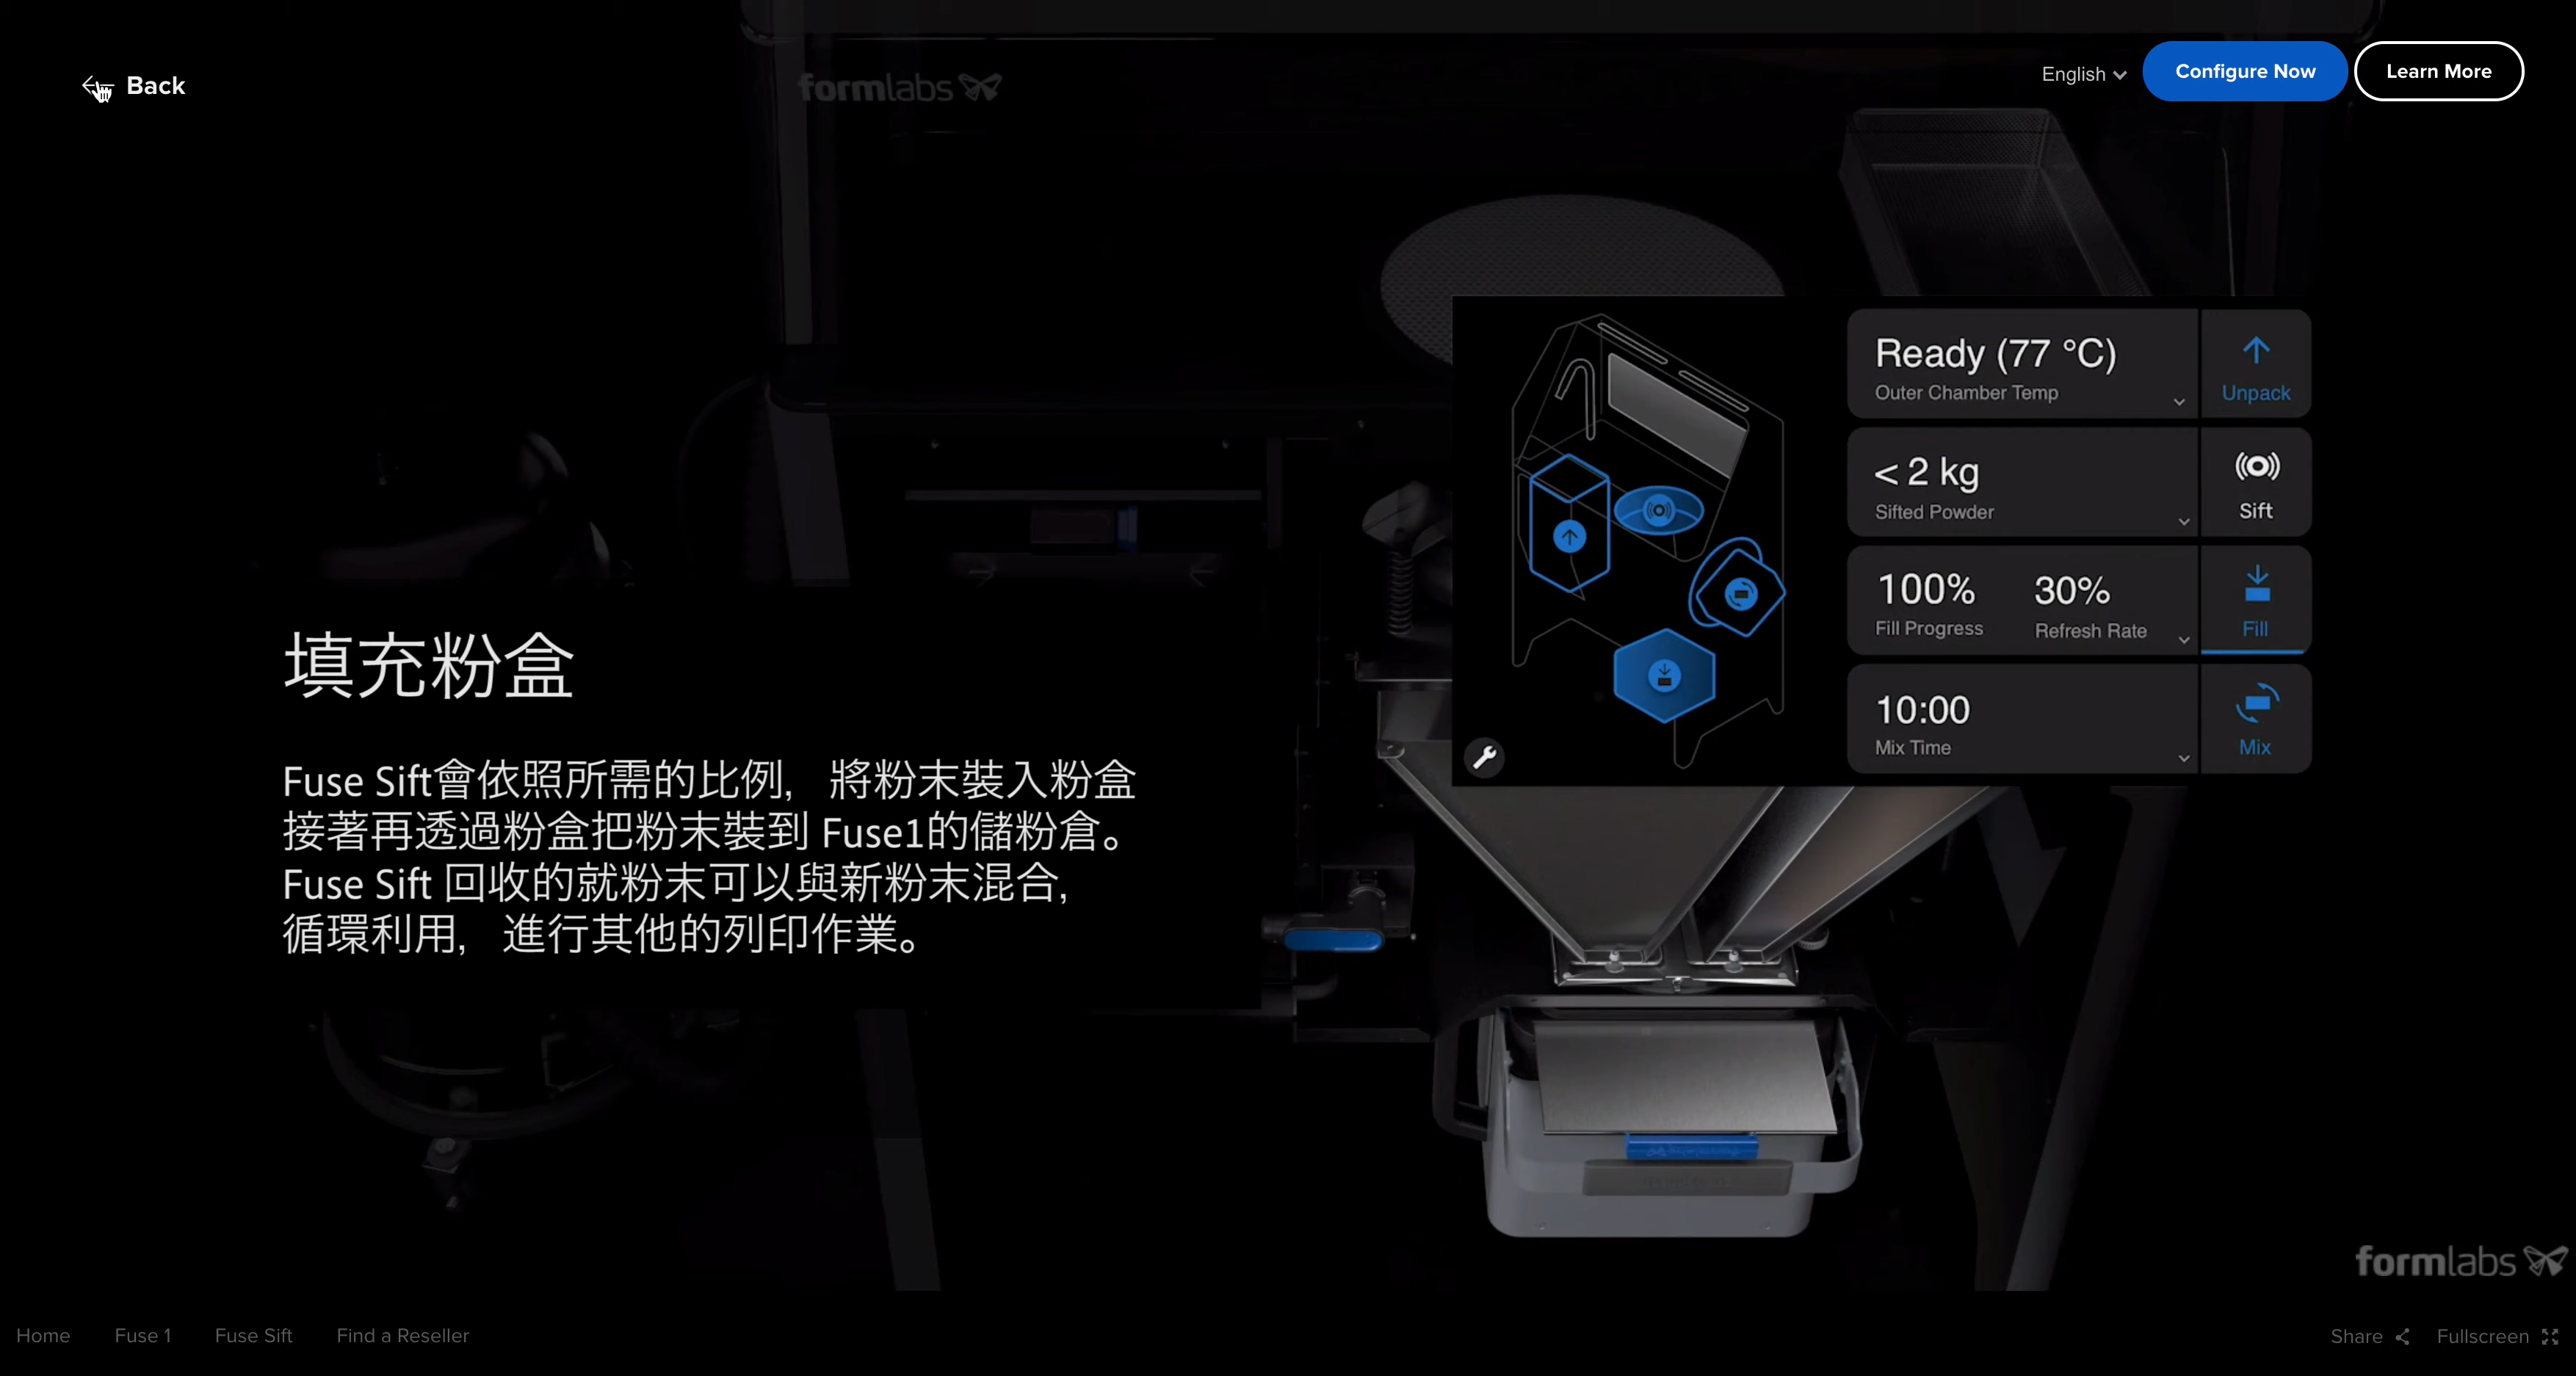 Back
formlabs
English
Configure Now
Learn More
Ready (77 °C)
Outer Chamber Temp
Unpack
< 2 kg
Sifted Powder
Sift
100%
Fill Progress
30%
Refresh Rate
Fill
10:00
Mix Time
Mix
填充粉盒
Fuse Sift會依照所需的比例, 將粉末裝入粉盒
接著再透過粉盒把粉末裝到 Fuse1的儲粉倉。
Fuse Sift 回收的就粉末可以與新粉末混合,
循環利用, 進行其他的列印作業。
formlabs
Home
Fuse 1
Fuse Sift
Find a Reseller
Share
Fullscreen